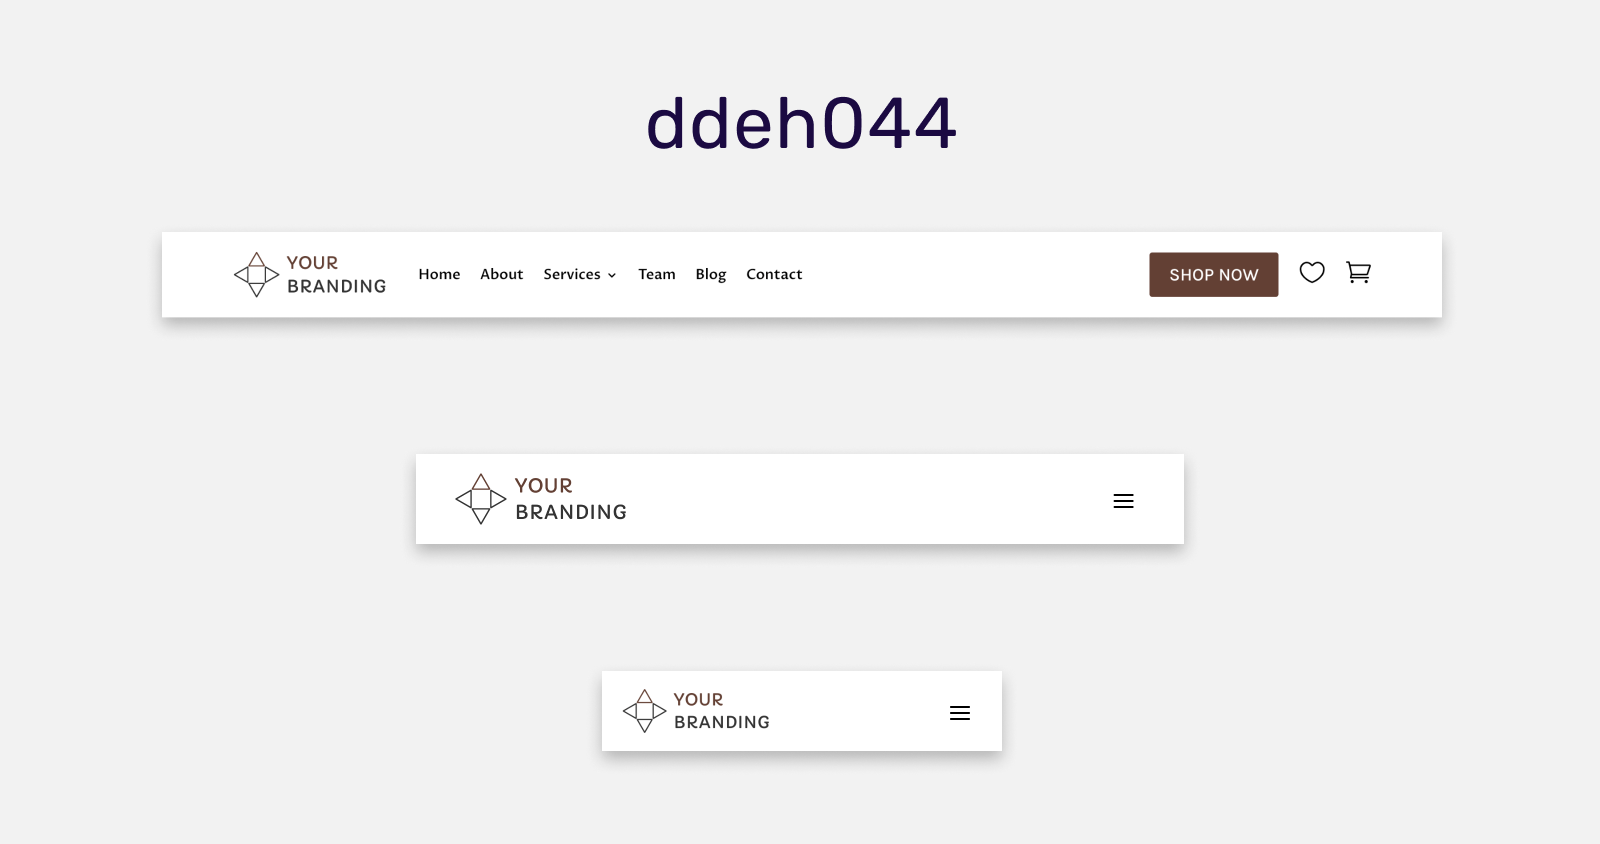 ddeh044
YOUR
BRANDING
Home About Services Team Blog Contact
SHOP NOW
YOUR
BRANDING
YOUR
BRANDING